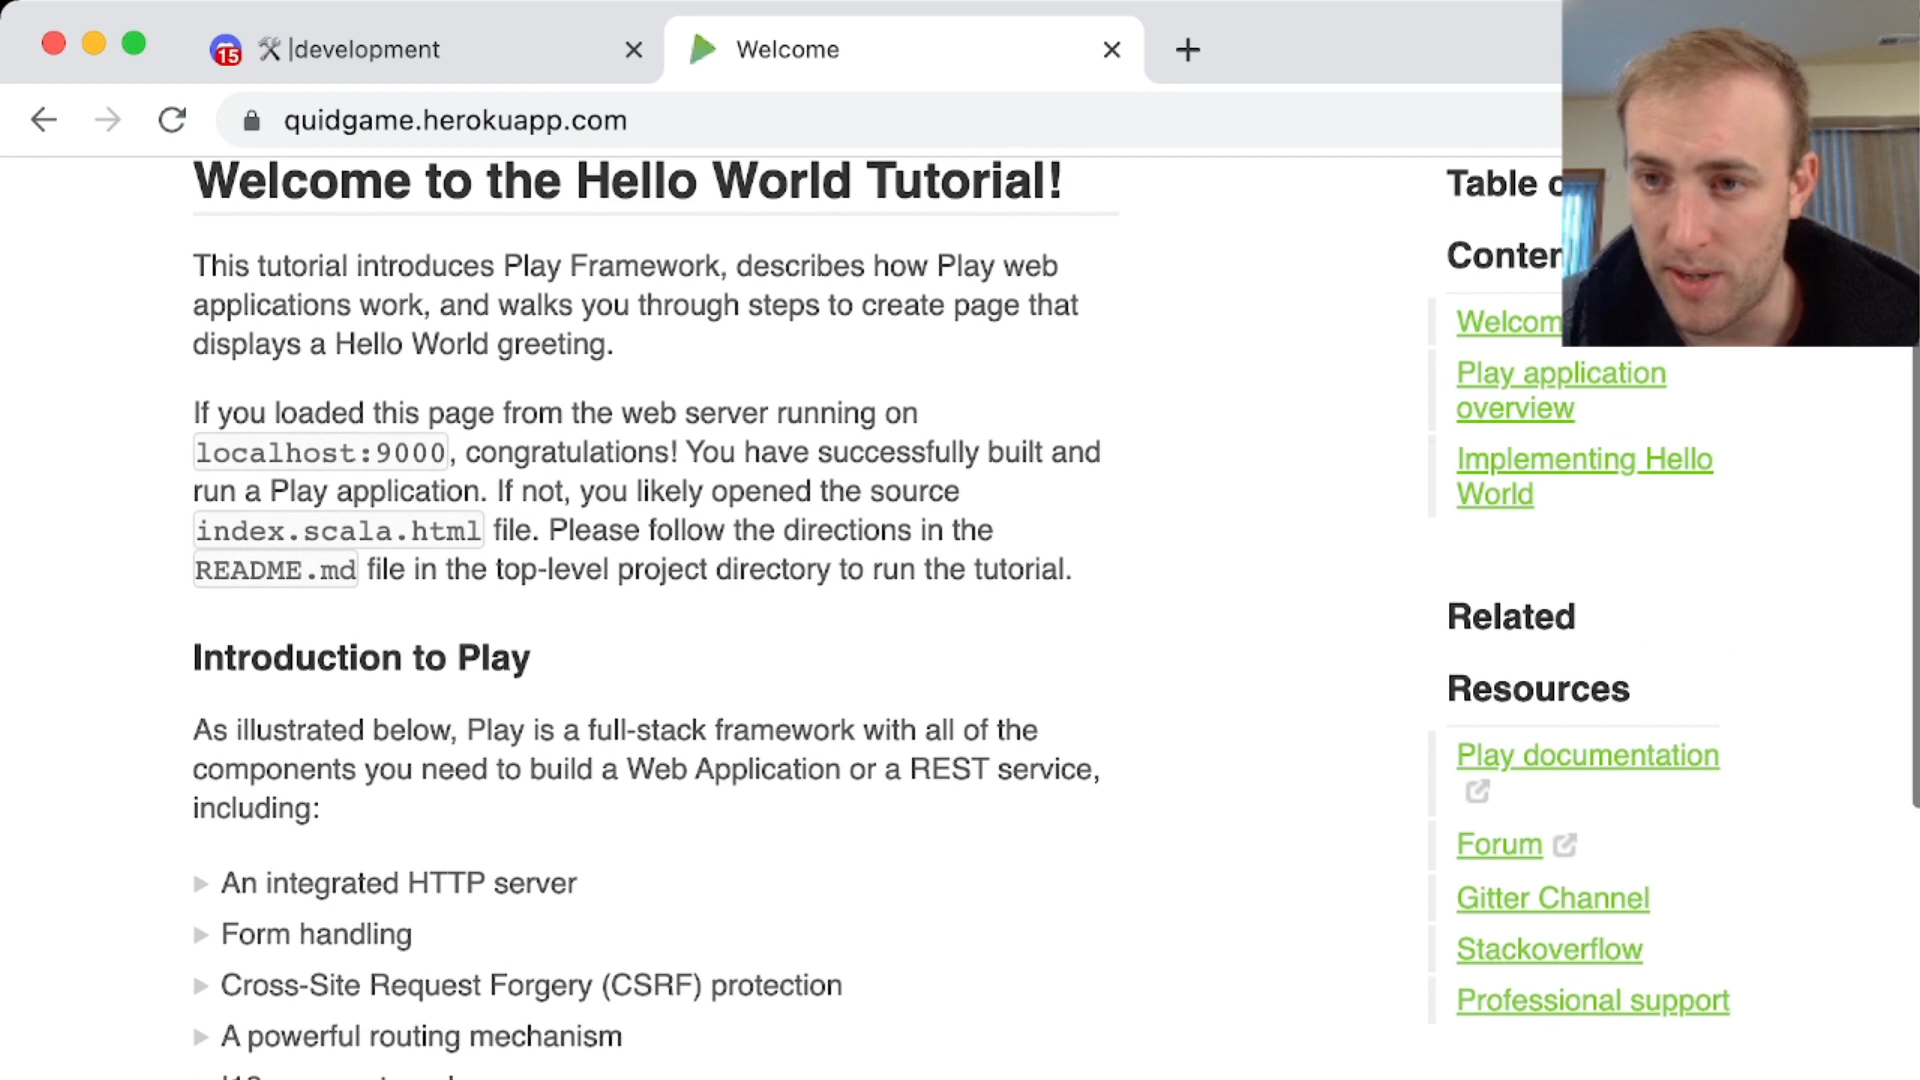 15 🛠 |development
Welcome
quidgame.herokuapp.com
Welcome to the Hello World Tutorial!
This tutorial introduces Play Framework, describes how Play web
applications work, and walks you through steps to create page that
displays a Hello World greeting.
If you loaded this page from the web server running on
localhost:9000, congratulations! You have successfully built and
run a Play application. If not, you likely opened the source
index.scala.html file. Please follow the directions in the
README.md file in the top-level project directory to run the tutorial.
Introduction to Play
As illustrated below, Play is a full-stack framework with all of the
components you need to build a Web Application or a REST service,
including:
An integrated HTTP server
Form handling
Cross-Site Request Forgery (CSRF) protection
A powerful routing mechanism
Table
Conten
Welcom
Play application
overview
Implementing Hello
World
Related
Resources
Play documentation
Forum
Gitter Channel
Stackoverflow
Professional support